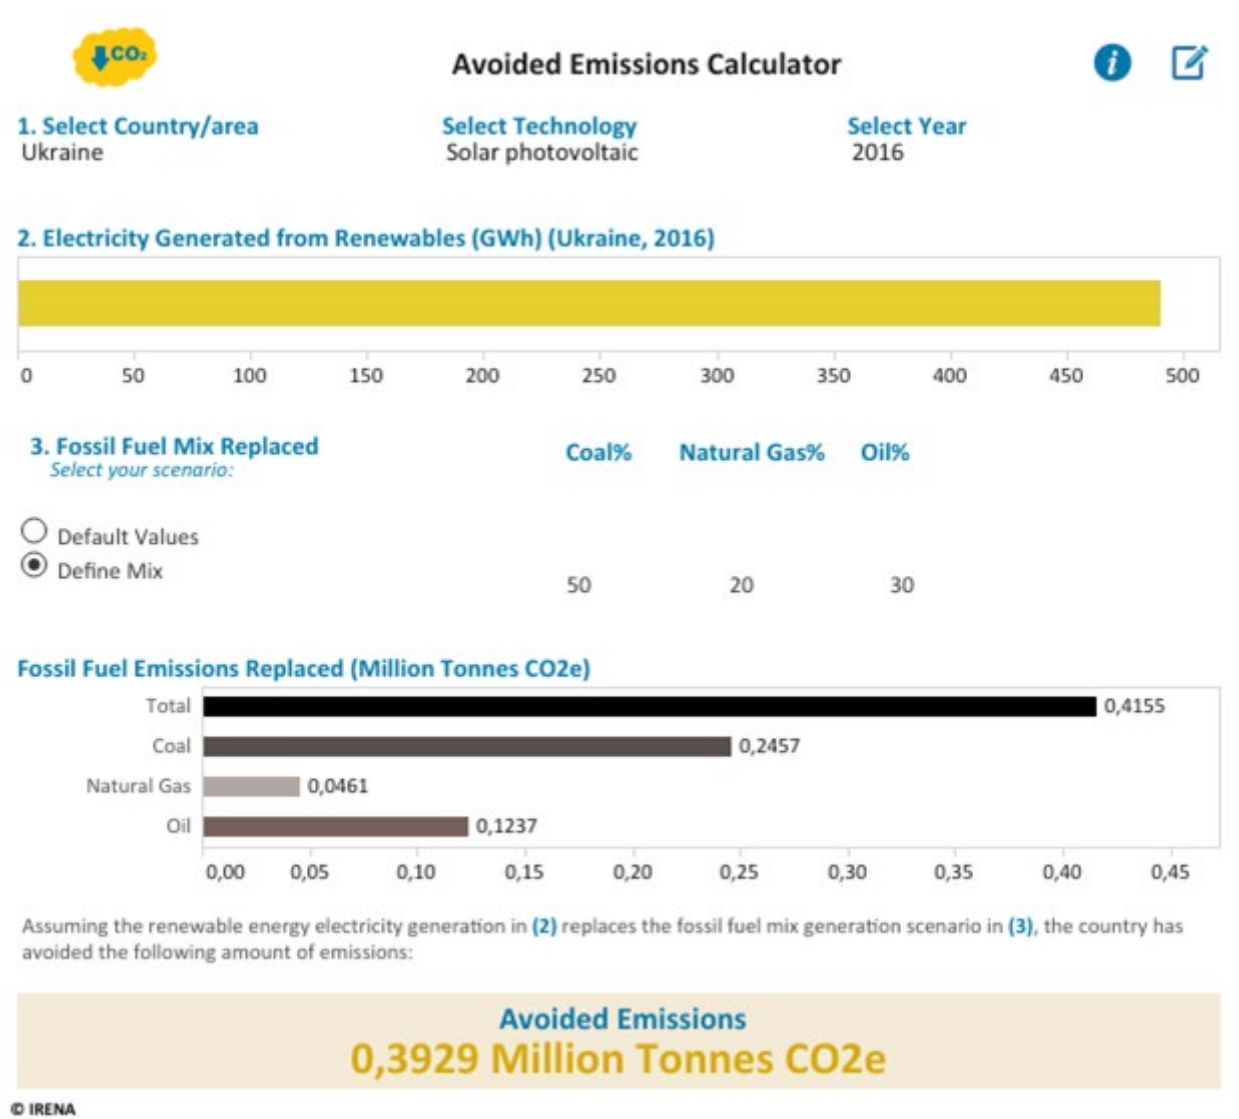 CO₂
Avoided Emissions Calculator
i
1. Select Country/area Select Technology Select Year
Ukraine Solar photovoltaic 2016
2. Electricity Generated from Renewables (GWh) (Ukraine, 2016)
0 50 100 150 200 250 300 350 400 450 500
3. Fossil Fuel Mix Replaced Coal% Natural Gas% Oil%
Select your scenario:
Default Values
Define Mix
50 20 30
Fossil Fuel Emissions Replaced (Million Tonnes CO2e)
Total 0,4155
Coal 0,2457
Natural Gas 0,0461
Oil 0,1237
0,00 0,05 0,10 0,15 0,20 0,25 0,30 0,35 0,40 0,45
Assuming the renewable energy electricity generation in (2) replaces the fossil fuel mix generation scenario in (3), the country has
avoided the following amount of emissions:
Avoided Emissions
0,3929 Million Tonnes CO2e
© IRENA